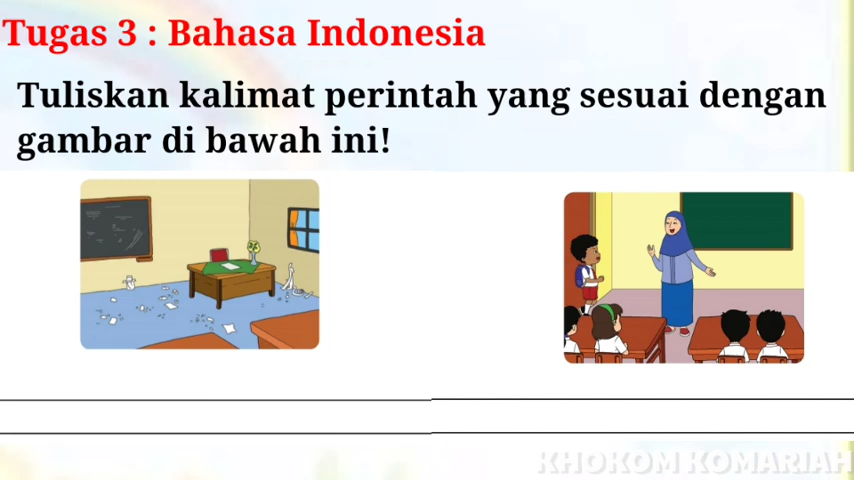 Tugas 3 : Bahasa Indonesia
Tuliskan kalimat perintah yang sesuai dengan
gambar di bawah ini!
KHOKOM KOMARIAH